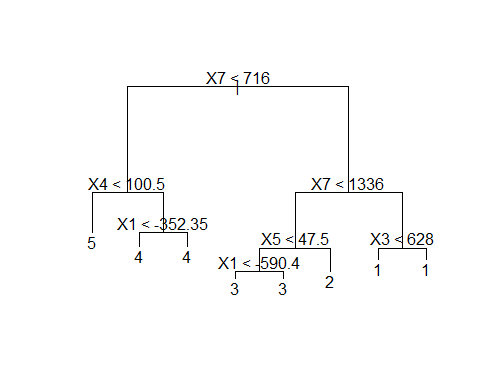 X7 < 716
X4 < 100.5
X7 < 1336
X1 < -352.35
5
4
4
X5 < 47.5
X3 < 628
X1 < -590.4
2
1
1
3
3